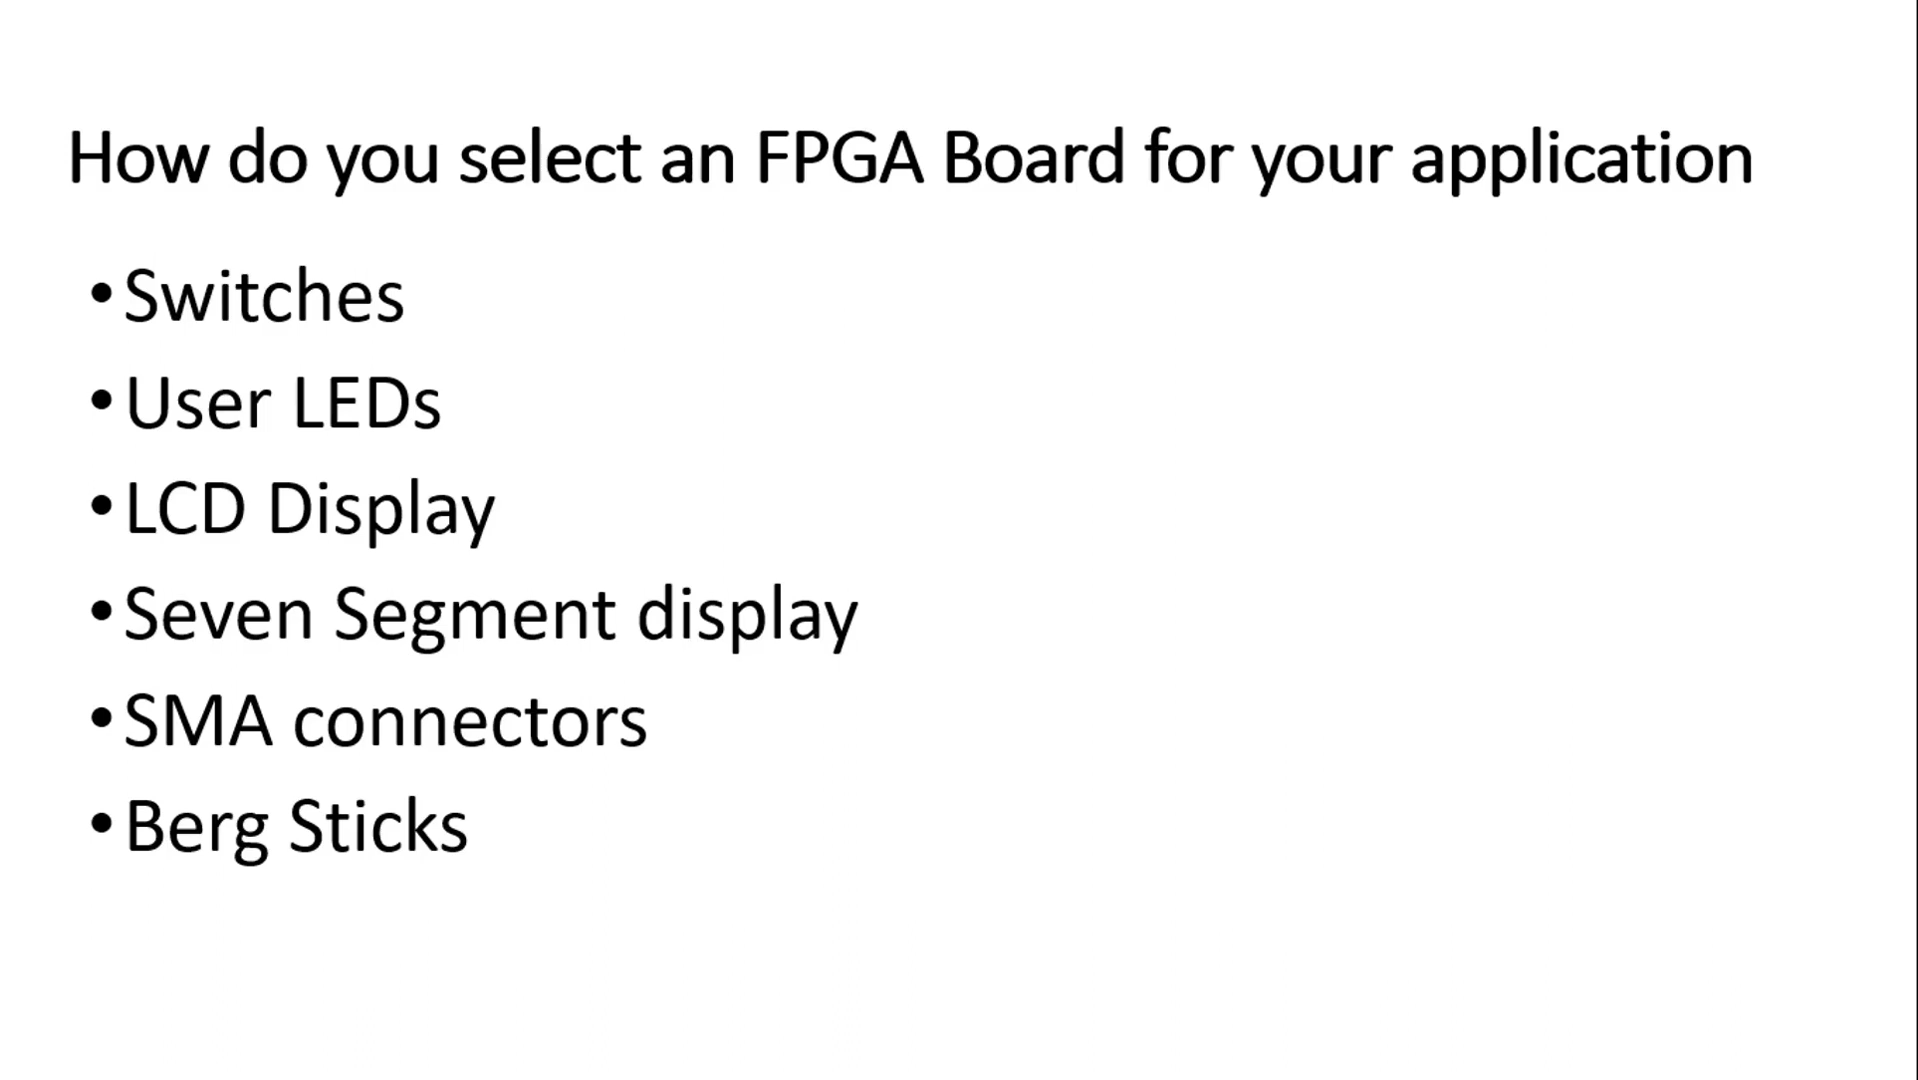 How do you select an FPGA Board for your application
•Switches
•User LEDs
•LCD Display
•Seven Segment display
•SMA connectors
•Berg Sticks